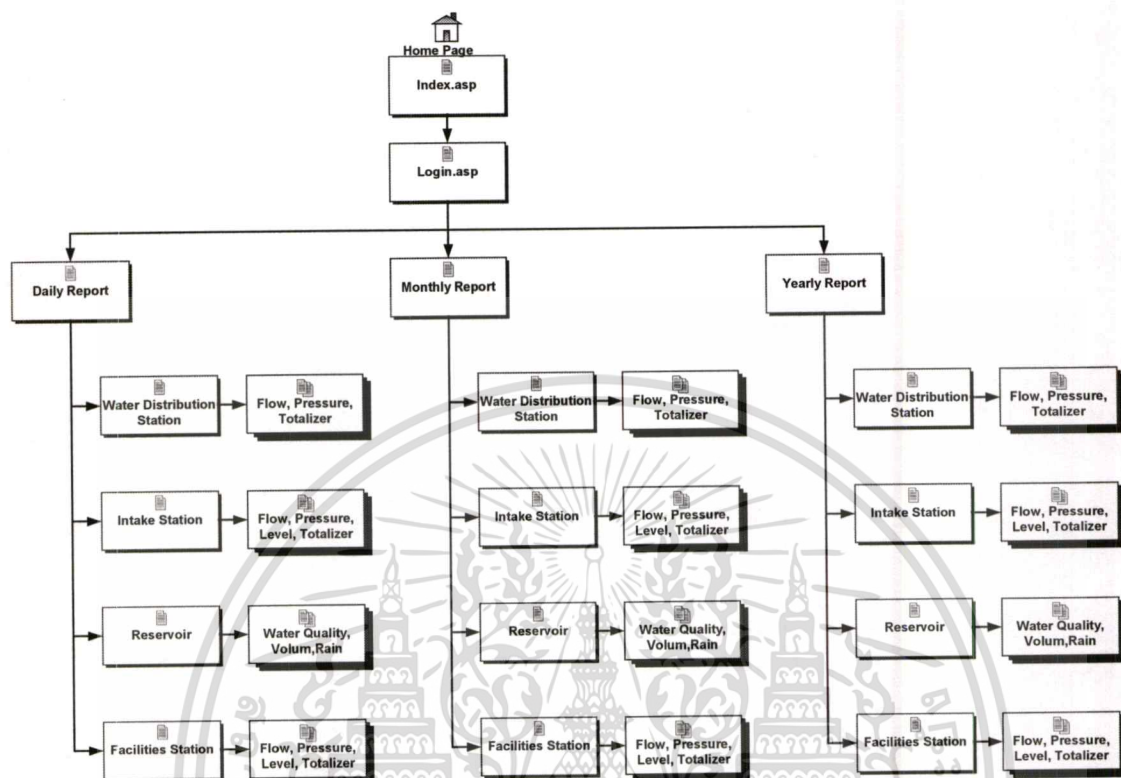 Home Page
Index.asp
Login.asp
Daily Report
Monthly Report
Yearly Report
Water Distribution
Station
Flow, Pressure,
Totalizer
Water Distribution
Station
Flow, Pressure,
Totalizer
Water Distribution
Station
Flow, Pressure,
Totalizer
Intake Station
Flow, Pressure,
Level, Totalizer
Intake Station
Flow, Pressure,
Level, Totalizer
Intake Station
Flow, Pressure,
Level, Totalizer
Reservoir
Water Quality,
Volum,Rain
Reservoir
Water Quality,
Volum,Rain
Reservoir
Water Quality,
Volum,Rain
Facilities Station
Flow, Pressure,
Level, Totalizer
Facilities Station
Flow, Pressure,
Level, Totalizer
Facilities Station
Flow, Pressure,
Level, Totalizer